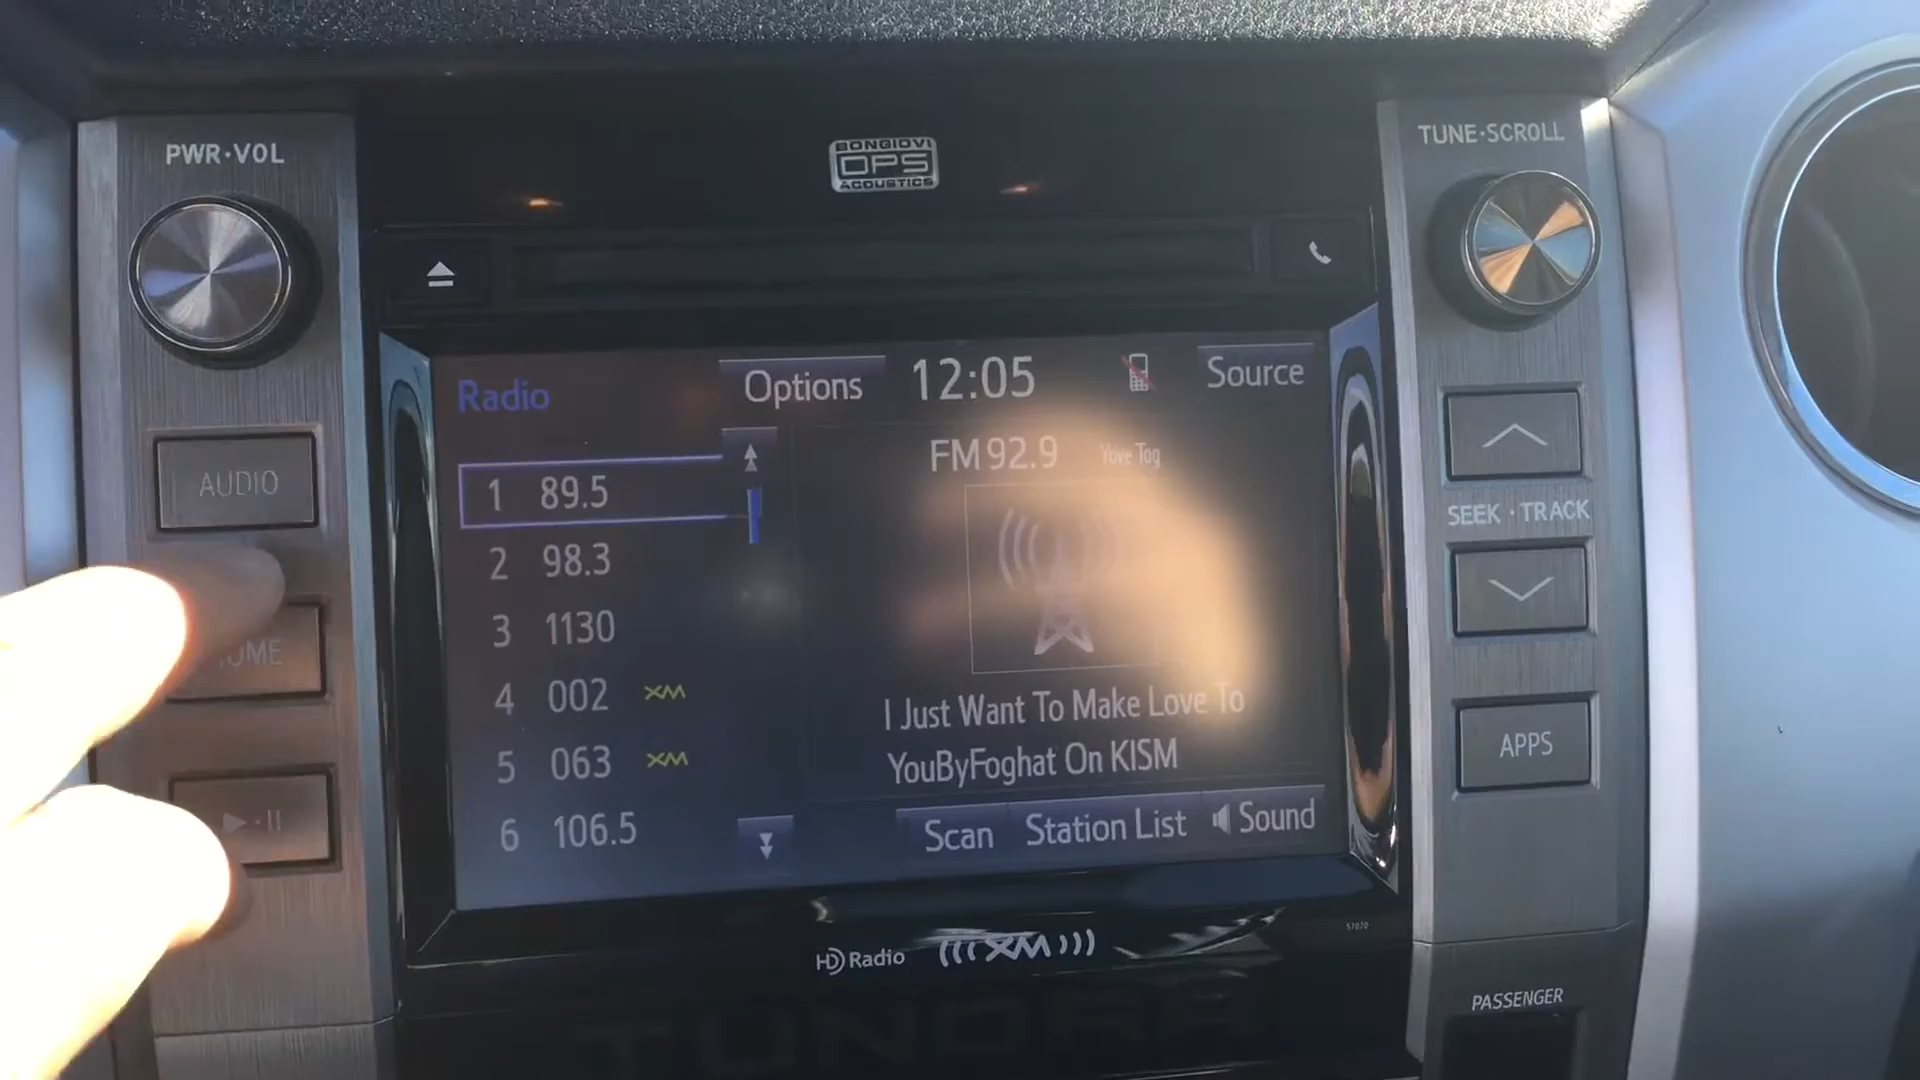 PWR·VOL
BONGIOVI
DPS
ACOUSTICS
TUNE·SCROLL
Radio
Options
12:05
Source
AUDIO
1 89.5
2 98.3
3 1130
4 002 XM
5 063 XM
6 106.5
FM 92.9
I Just Want To Make Love To
YouByFoghat On KISM
Scan
Station List
Sound
SEEK · TRACK
APPS
HD Radio
(((XM)))
57070
PASSENGER
TUNDRA